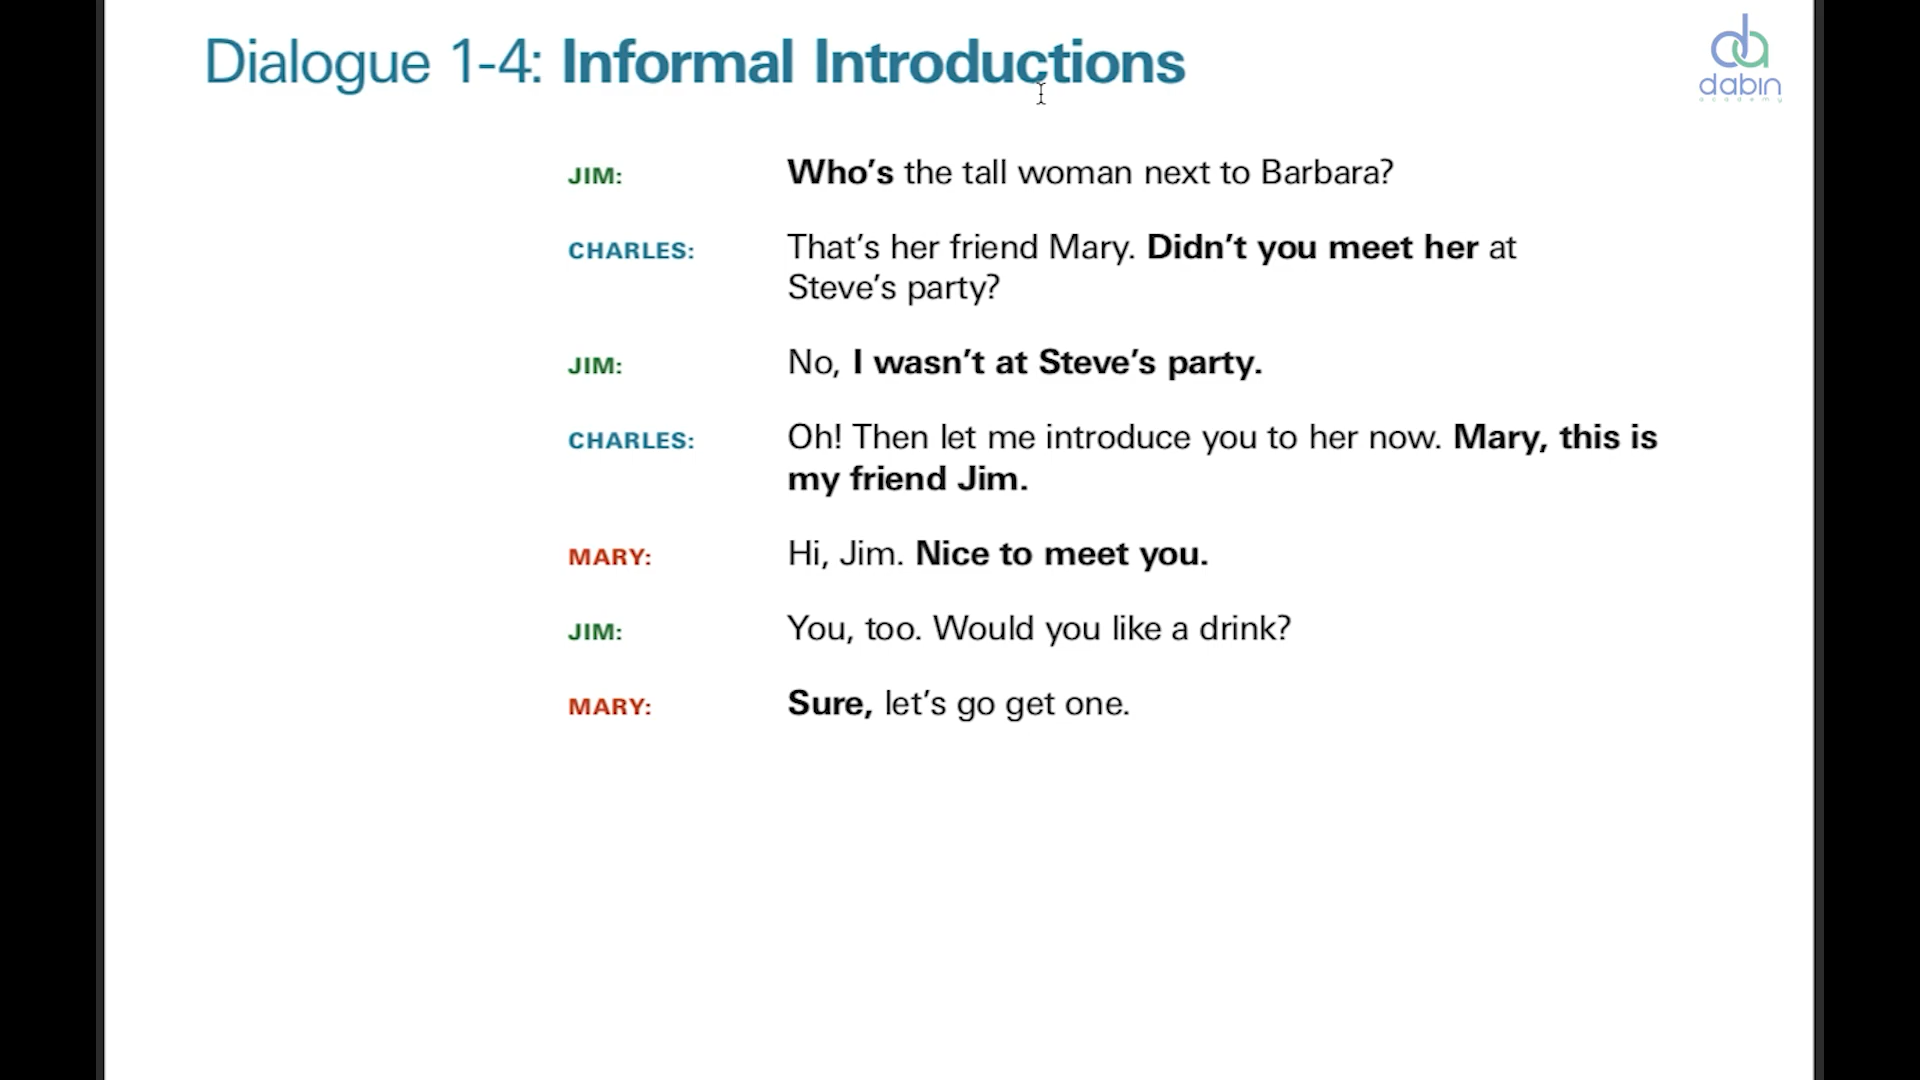 Dialogue 1-4: Informal Introductions
dabin
academy
JIM: Who's the tall woman next to Barbara?
CHARLES: That's her friend Mary. Didn't you meet her at
Steve's party?
JIM: No, I wasn't at Steve's party.
CHARLES: Oh! Then let me introduce you to her now. Mary, this is
my friend Jim.
MARY: Hi, Jim. Nice to meet you.
JIM: You, too. Would you like a drink?
MARY: Sure, let's go get one.